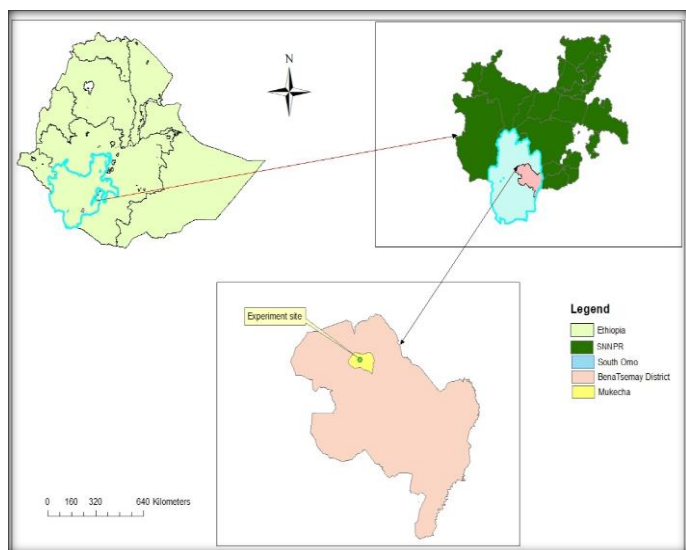 N
Experiment site
Legend
Ethiopia
SNNPR
South Omo
BenaTsemay District
Mukecha
0 160 320 640 Kilometers